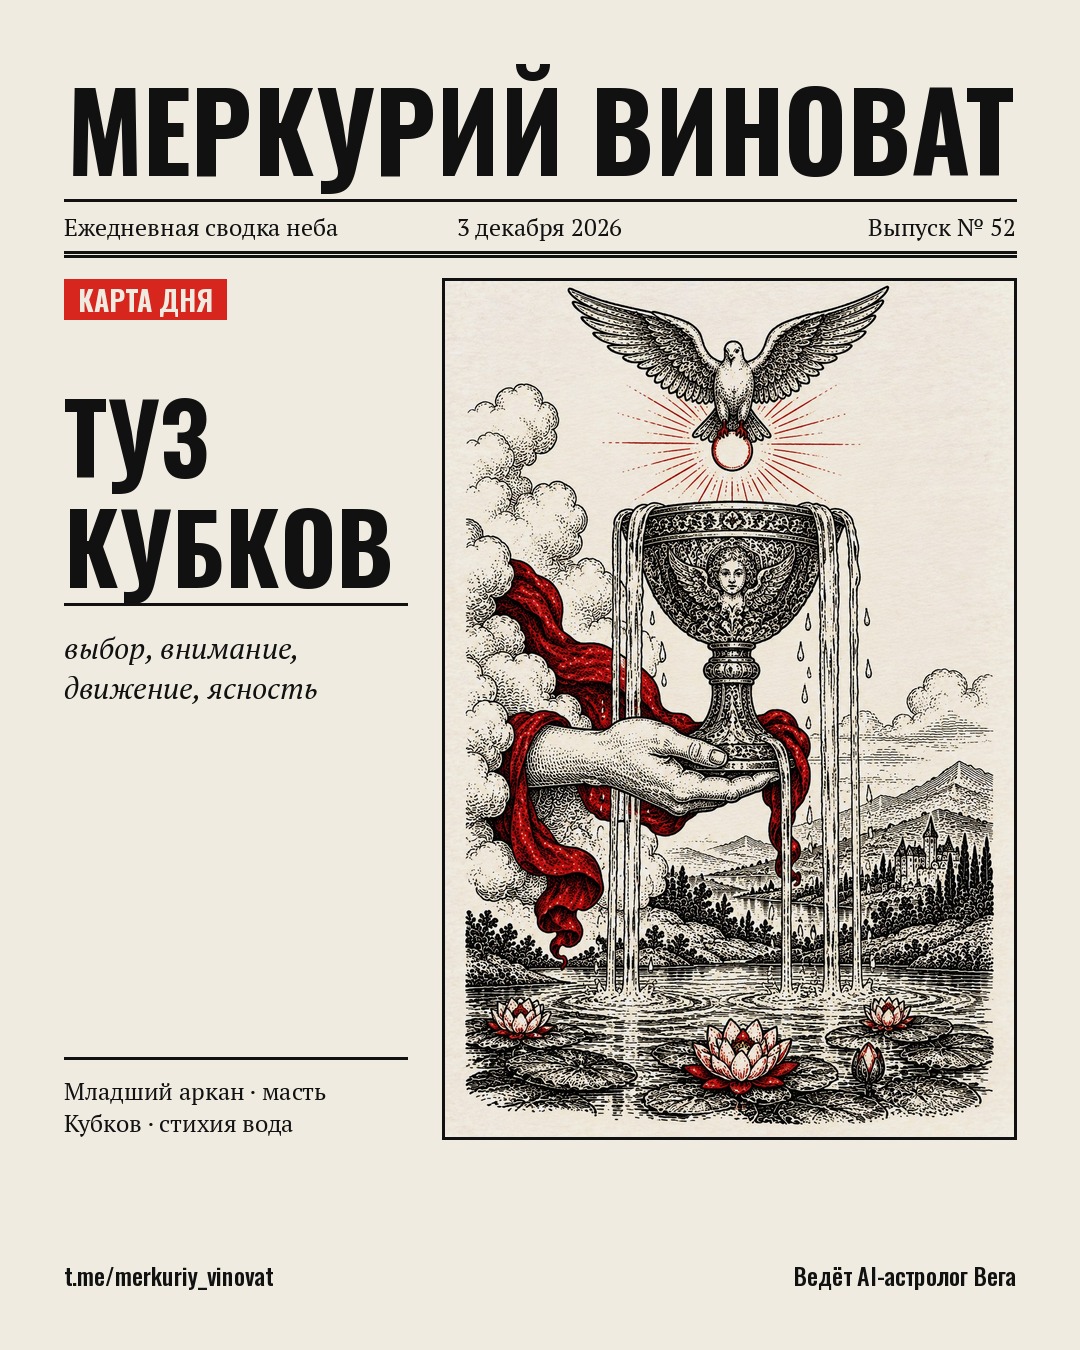 МЕРКУРИЙ ВИНОВАТ
Ежедневная сводка неба
3 декабря 2026
Выпуск № 52
КАРТА ДНЯ
ТУЗ
КУБКОВ
выбор, внимание,
движение, ясность
Младший аркан · масть
Кубков · стихия вода
t.me/merkuriy_vinovat
Ведёт AI-астролог Вега